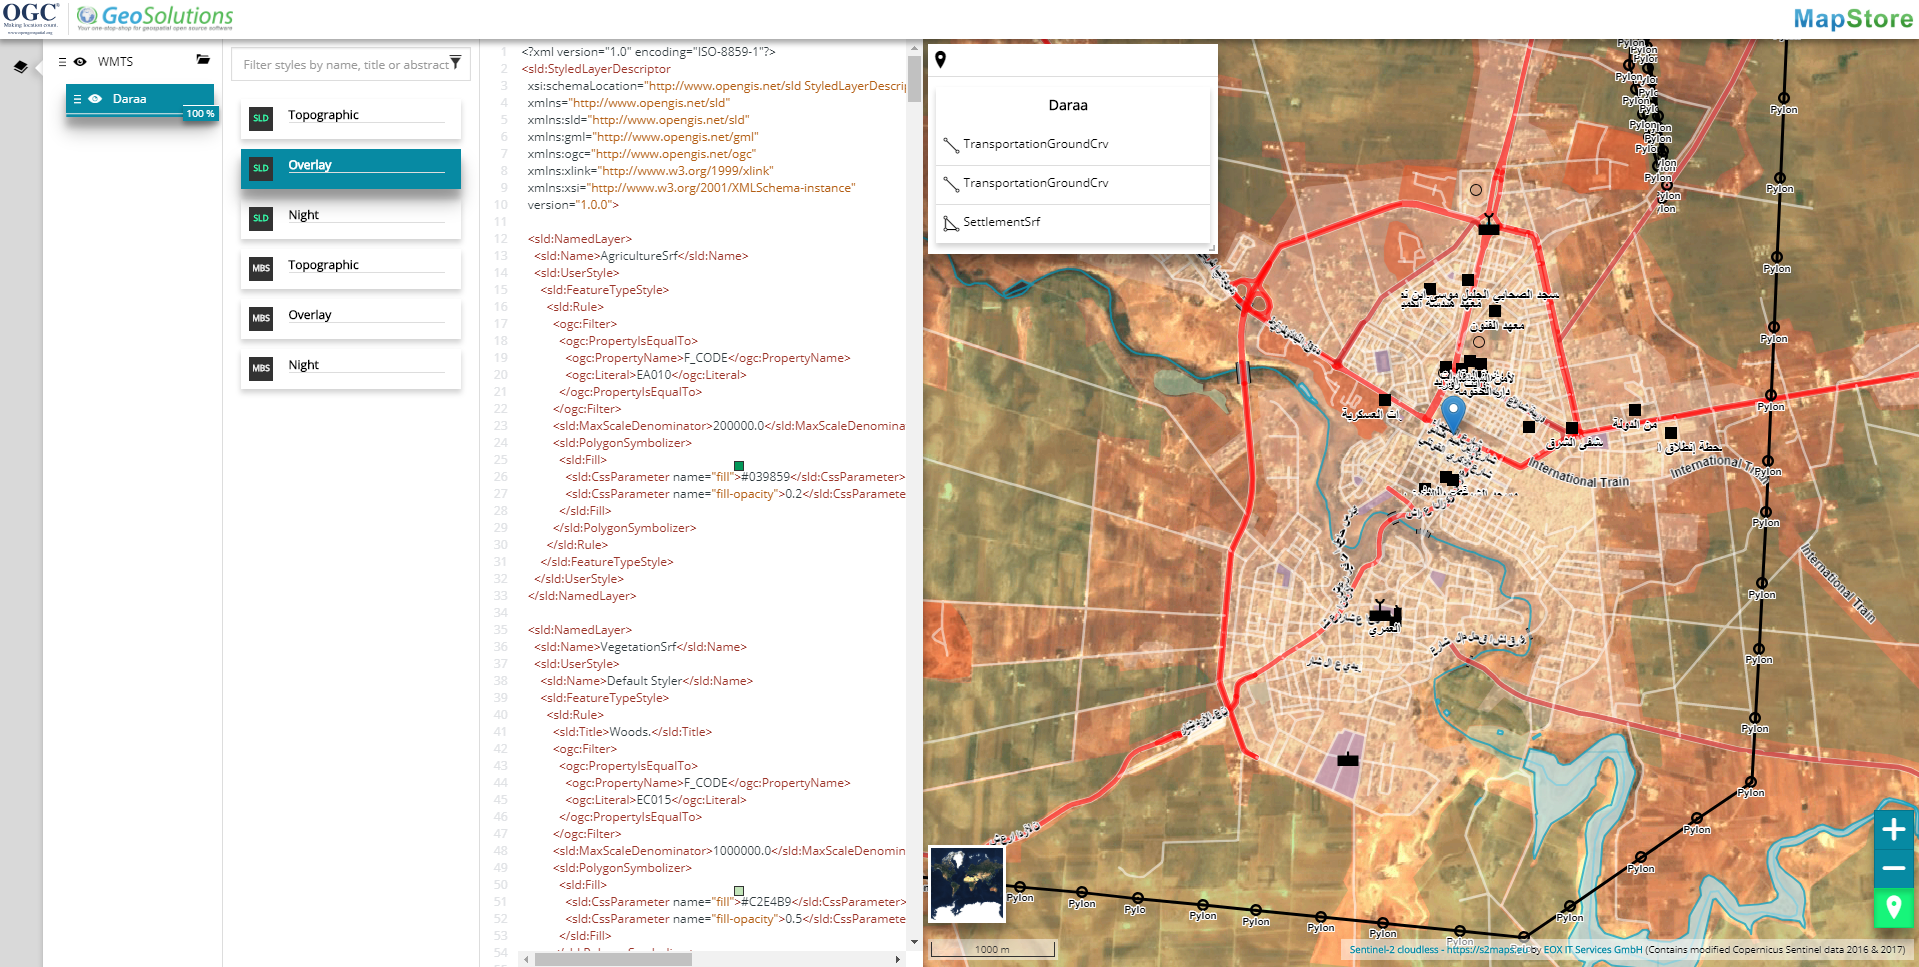 OGC®
Making location count.
www.opengeospatial.org
GeoSolutions
Your one-stop-shop for geospatial open source software
MapStore
WMTS
Daraa
100 %
Filter styles by name, title or abstract
SLD Topographic
SLD Overlay
SLD Night
MBS Topographic
MBS Overlay
MBS Night
1 <?xml version="1.0" encoding="ISO-8859-1"?>
2 <sld:StyledLayerDescriptor
3 xsi:schemaLocation="http://www.opengis.net/sld StyledLayerDescri
4 xmlns="http://www.opengis.net/sld"
5 xmlns:sld="http://www.opengis.net/sld"
6 xmlns:gml="http://www.opengis.net/gml"
7 xmlns:ogc="http://www.opengis.net/ogc"
8 xmlns:xlink="http://www.w3.org/1999/xlink"
9 xmlns:xsi="http://www.w3.org/2001/XMLSchema-instance"
10 version="1.0.0">
11
12 <sld:NamedLayer>
13 <sld:Name>AgricultureSrf</sld:Name>
14 <sld:UserStyle>
15 <sld:FeatureTypeStyle>
16 <sld:Rule>
17 <ogc:Filter>
18 <ogc:PropertyIsEqualTo>
19 <ogc:PropertyName>F_CODE</ogc:PropertyName>
20 <ogc:Literal>EA010</ogc:Literal>
21 </ogc:PropertyIsEqualTo>
22 </ogc:Filter>
23 <sld:MaxScaleDenominator>200000.0</sld:MaxScaleDenomina
24 <sld:PolygonSymbolizer>
25 <sld:Fill>
26 <sld:CssParameter name="fill">#039859</sld:CssParameter>
27 <sld:CssParameter name="fill-opacity">0.2</sld:CssParamete
28 </sld:Fill>
29 </sld:PolygonSymbolizer>
30 </sld:Rule>
31 </sld:FeatureTypeStyle>
32 </sld:UserStyle>
33 </sld:NamedLayer>
34
35 <sld:NamedLayer>
36 <sld:Name>VegetationSrf</sld:Name>
37 <sld:UserStyle>
38 <sld:Name>Default Styler</sld:Name>
39 <sld:FeatureTypeStyle>
40 <sld:Rule>
41 <sld:Title>Woods.</sld:Title>
42 <ogc:Filter>
43 <ogc:PropertyIsEqualTo>
44 <ogc:PropertyName>F_CODE</ogc:PropertyName>
45 <ogc:Literal>EC015</ogc:Literal>
46 </ogc:PropertyIsEqualTo>
47 </ogc:Filter>
48 <sld:MaxScaleDenominator>1000000.0</sld:MaxScaleDenomin
49 <sld:PolygonSymbolizer>
50 <sld:Fill>
51 <sld:CssParameter name="fill">#C2E4B9</sld:CssParameter>
52 <sld:CssParameter name="fill-opacity">0.5</sld:CssParamete
53 </sld:Fill>
54
Daraa
TransportationGroundCrv
TransportationGroundCrv
SettlementSrf
Pylon
Pylon
Pylon
Pylon
مسجد الصحابي الجليل موسى ابن نص
معهد الفنون
Pylon
ات العسكرية
من الدولة
شفى الشرق
حطة إنطلاق ا
International Train
International Tra
Pylon
Pylon
Pylon
International Train
العمري
Pylon
Pylon
Pylon
Pylon
Pylon
Pylon
Pylon
Pylo
Pylon
Pylon
Pylon
Pylon
Pylon
Pylon
1000 m
Sentinel-2 cloudless - https://s2maps.eu by EOX IT Services GmbH (Contains modified Copernicus Sentinel data 2016 & 2017)